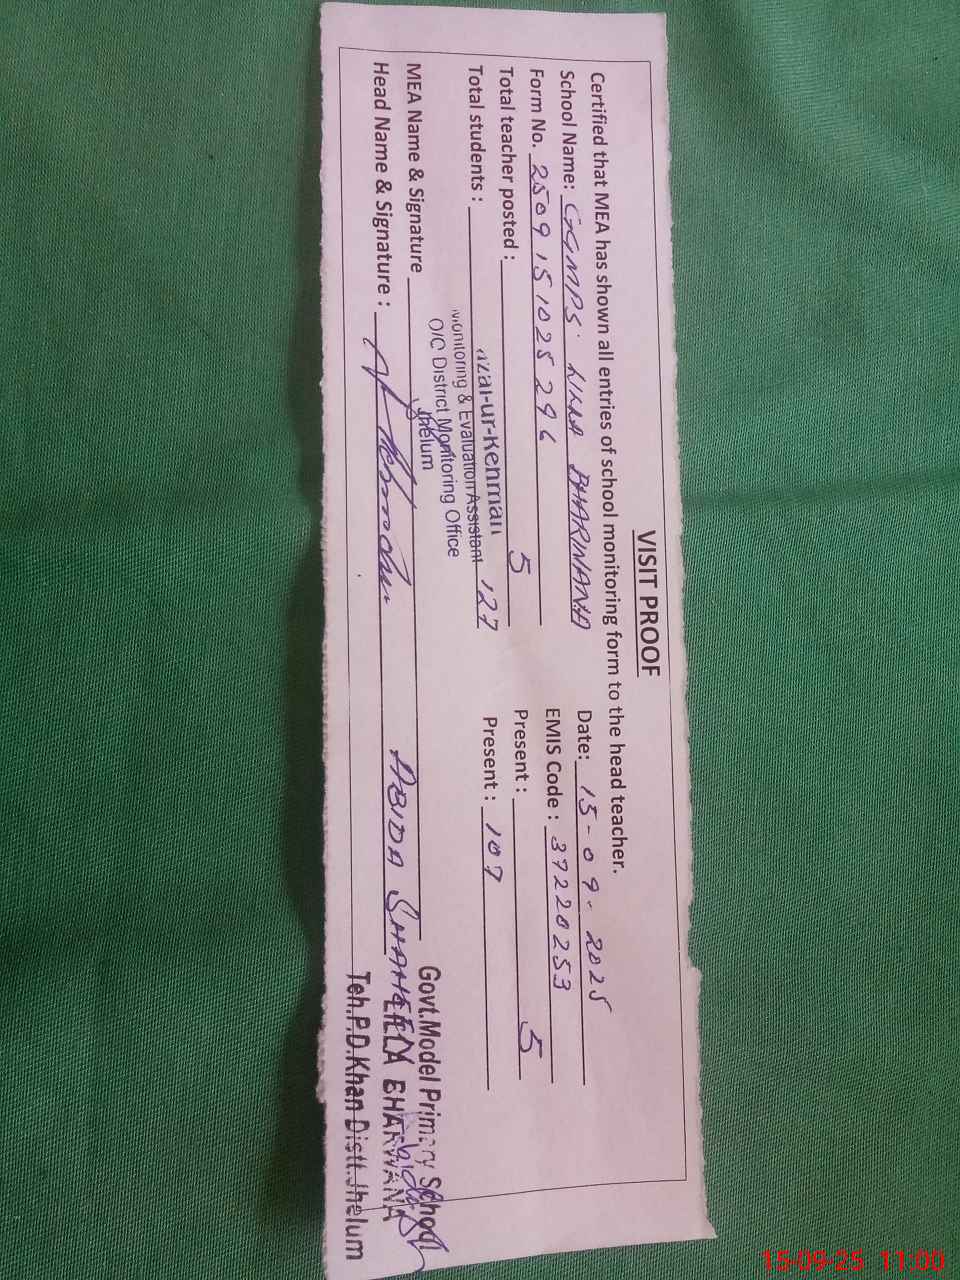 VISIT PROOF
Certified that MEA has shown all entries of school monitoring form to the head teacher.
School Name: GGMPS. LILLA BHARWANA Date: 15-09-2025
Form No. 2509151025296 EMIS Code : 37220253
Total teacher posted : 5 Present : 5
Total students : 127 Present : 107
Monitoring & Evaluation Assistant
O/O District Monitoring Office
Jhelum
MEA Name & Signature
Head Name & Signature : ABIDA SHAHEEN
Govt.Model Primary School
LILLA BHARWANA
Teh.P.D.Khan Distt.Jhelum
15-09-25 11:00